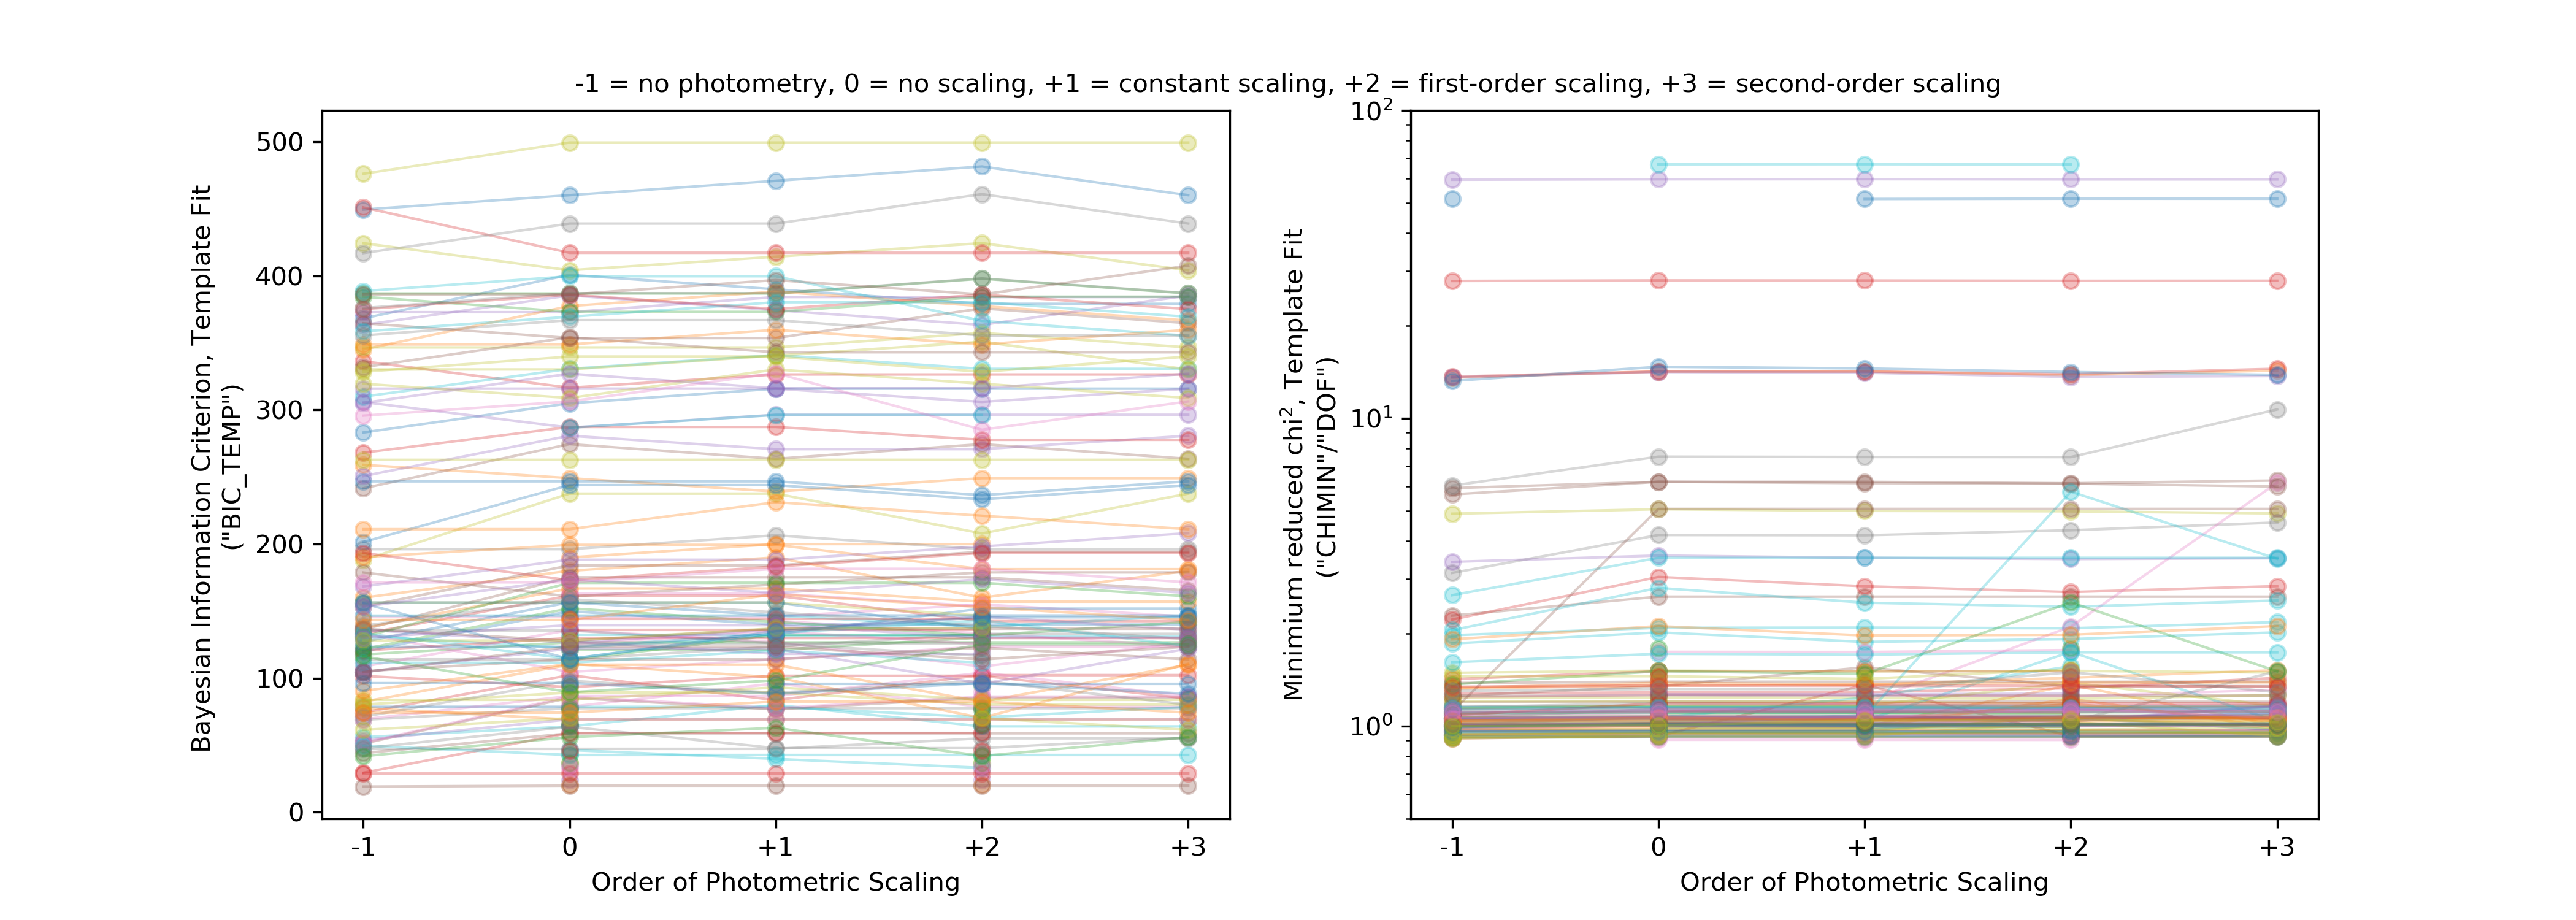 -1 = no photometry, 0 = no scaling, +1 = constant scaling, +2 = first-order scaling, +3 = second-order scaling
Bayesian Information Criterion, Template Fit
("BIC_TEMP")
500
400
300
200
100
0
-1 0 +1 +2 +3
Order of Photometric Scaling
Minimium reduced chi², Template Fit
("CHIMIN"/"DOF")
10²
10¹
10⁰
-1 0 +1 +2 +3
Order of Photometric Scaling